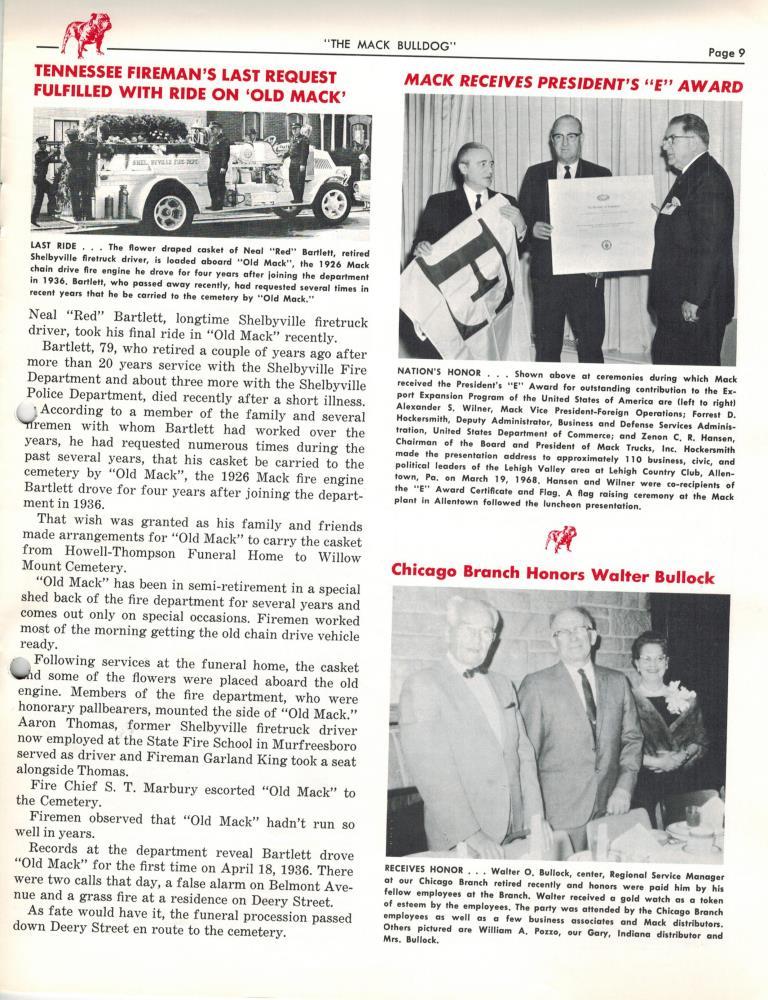 "THE MACK BULLDOG"
Page 9
TENNESSEE FIREMAN'S LAST REQUEST
FULFILLED WITH RIDE ON 'OLD MACK'
SHELBYVILLE FIRE DEPT.
LAST RIDE . . . The flower draped casket of Neal "Red" Bartlett, retired
Shelbyville firetruck driver, is loaded aboard "Old Mack", the 1926 Mack
chain drive fire engine he drove for four years after joining the department
in 1936. Bartlett, who passed away recently, had requested several times in
recent years that he be carried to the cemetery by "Old Mack."
Neal "Red" Bartlett, longtime Shelbyville firetruck
driver, took his final ride in "Old Mack" recently.
Bartlett, 79, who retired a couple of years ago after
more than 20 years service with the Shelbyville Fire
Department and about three more with the Shelbyville
Police Department, died recently after a short illness.
According to a member of the family and several
firemen with whom Bartlett had worked over the
years, he had requested numerous times during the
past several years, that his casket be carried to the
cemetery by "Old Mack", the 1926 Mack fire engine
Bartlett drove for four years after joining the depart-
ment in 1936.
That wish was granted as his family and friends
made arrangements for "Old Mack" to carry the casket
from Howell-Thompson Funeral Home to Willow
Mount Cemetery.
"Old Mack" has been in semi-retirement in a special
shed back of the fire department for several years and
comes out only on special occasions. Firemen worked
most of the morning getting the old chain drive vehicle
ready.
Following services at the funeral home, the casket
and some of the flowers were placed aboard the old
engine. Members of the fire department, who were
honorary pallbearers, mounted the side of "Old Mack."
Aaron Thomas, former Shelbyville firetruck driver
now employed at the State Fire School in Murfreesboro
served as driver and Fireman Garland King took a seat
alongside Thomas.
Fire Chief S. T. Marbury escorted "Old Mack" to
the Cemetery.
Firemen observed that "Old Mack" hadn't run so
well in years.
Records at the department reveal Bartlett drove
"Old Mack" for the first time on April 18, 1936. There
were two calls that day, a false alarm on Belmont Ave-
nue and a grass fire at a residence on Deery Street.
As fate would have it, the funeral procession passed
down Deery Street en route to the cemetery.
MACK RECEIVES PRESIDENT'S "E" AWARD
E
NATION'S HONOR . . . Shown above at ceremonies during which Mack
received the President's "E" Award for outstanding contribution to the Ex-
port Expansion Program of the United States of America are (left to right)
Alexander S. Wilner, Mack Vice President-Foreign Operations; Forrest D.
Hockersmith, Deputy Administrator, Business and Defense Services Adminis-
tration, United States Department of Commerce; and Zenon C. R. Hansen,
Chairman of the Board and President of Mack Trucks, Inc. Hockersmith
made the presentation address to approximately 110 business, civic, and
political leaders of the Lehigh Valley area at Lehigh Country Club, Allen-
town, Pa. on March 19, 1968. Hansen and Wilner were co-recipients of
the "E" Award Certificate and Flag. A flag raising ceremony at the Mack
plant in Allentown followed the luncheon presentation.
Chicago Branch Honors Walter Bullock
RECEIVES HONOR . . . Walter O. Bullock, center, Regional Service Manager
at our Chicago Branch retired recently and honors were paid him by his
fellow employees at the Branch. Walter received a gold watch as a token
of esteem by the employees. The party was attended by the Chicago Branch
employees as well as a few business associates and Mack distributors.
Others pictured are William A. Pozzo, our Gary, Indiana distributor and
Mrs. Bullock.